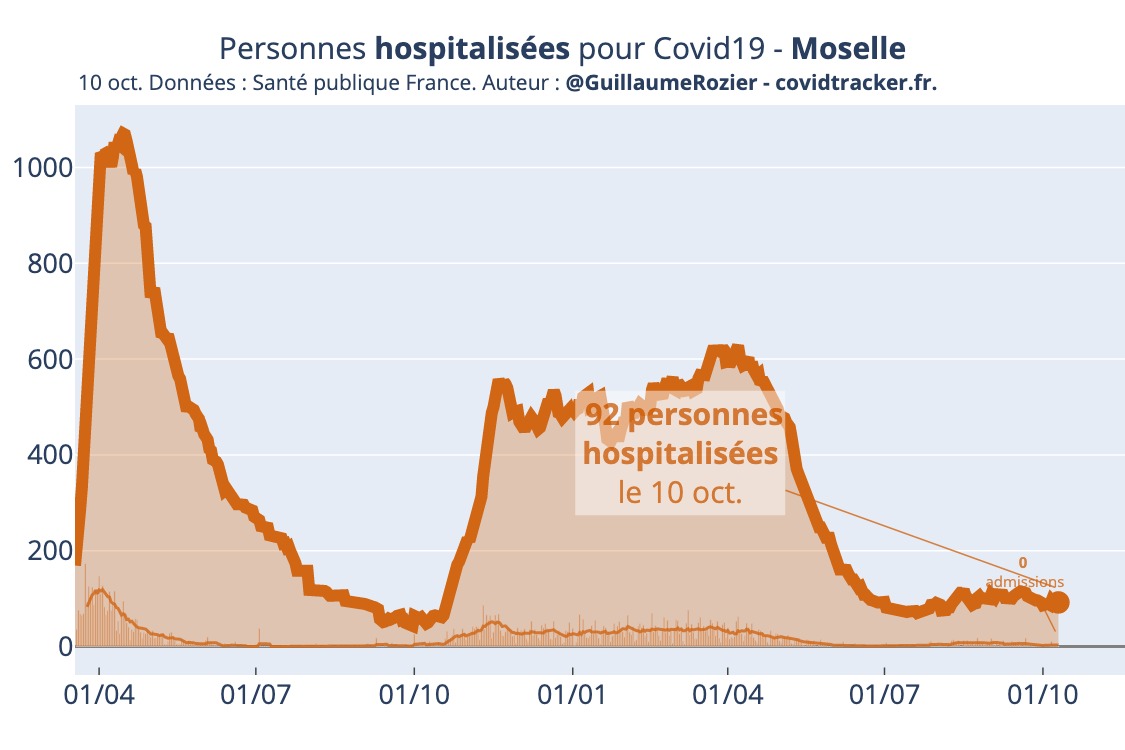 Personnes hospitalisées pour Covid19 - Moselle
10 oct. Données : Santé publique France. Auteur : @GuillaumeRozier - covidtracker.fr.
1000
800
600
400
200
0
92 personnes
hospitalisées
le 10 oct.
0
admissions
01/04 01/07 01/10 01/01 01/04 01/07 01/10